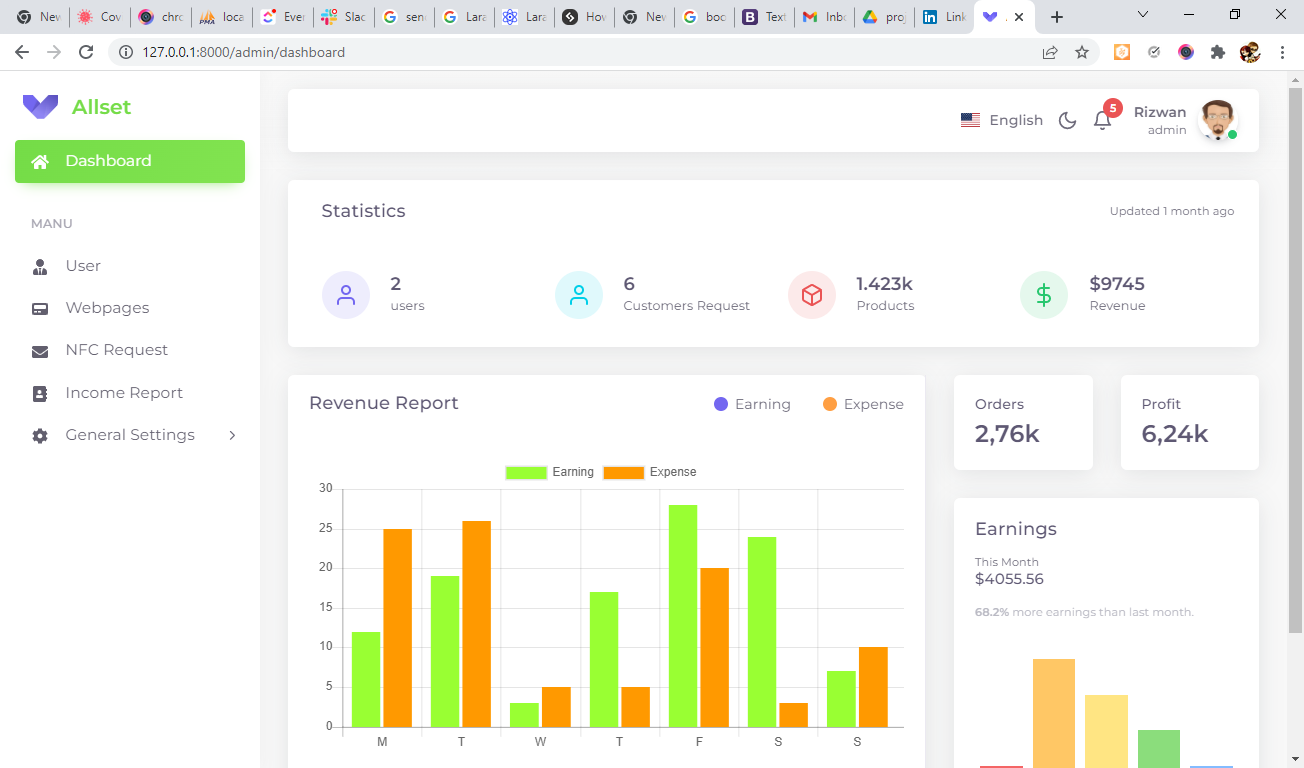 New
Cov
chro
loca
Ever
Slac
sen
Lara
Lara
Hov
Nev
boo
Text
Inbo
proj
Link
127.0.0.1:8000/admin/dashboard
Allset
English
5
Rizwan
admin
Dashboard
MANU
User
Webpages
NFC Request
Income Report
General Settings
Statistics
Updated 1 month ago
2
users
6
Customers Request
1.423k
Products
$9745
Revenue
Revenue Report
Earning
Expense
Earning
Expense
30
25
20
15
10
5
0
M T W T F S S
Orders
2,76k
Profit
6,24k
Earnings
This Month
$4055.56
68.2% more earnings than last month.